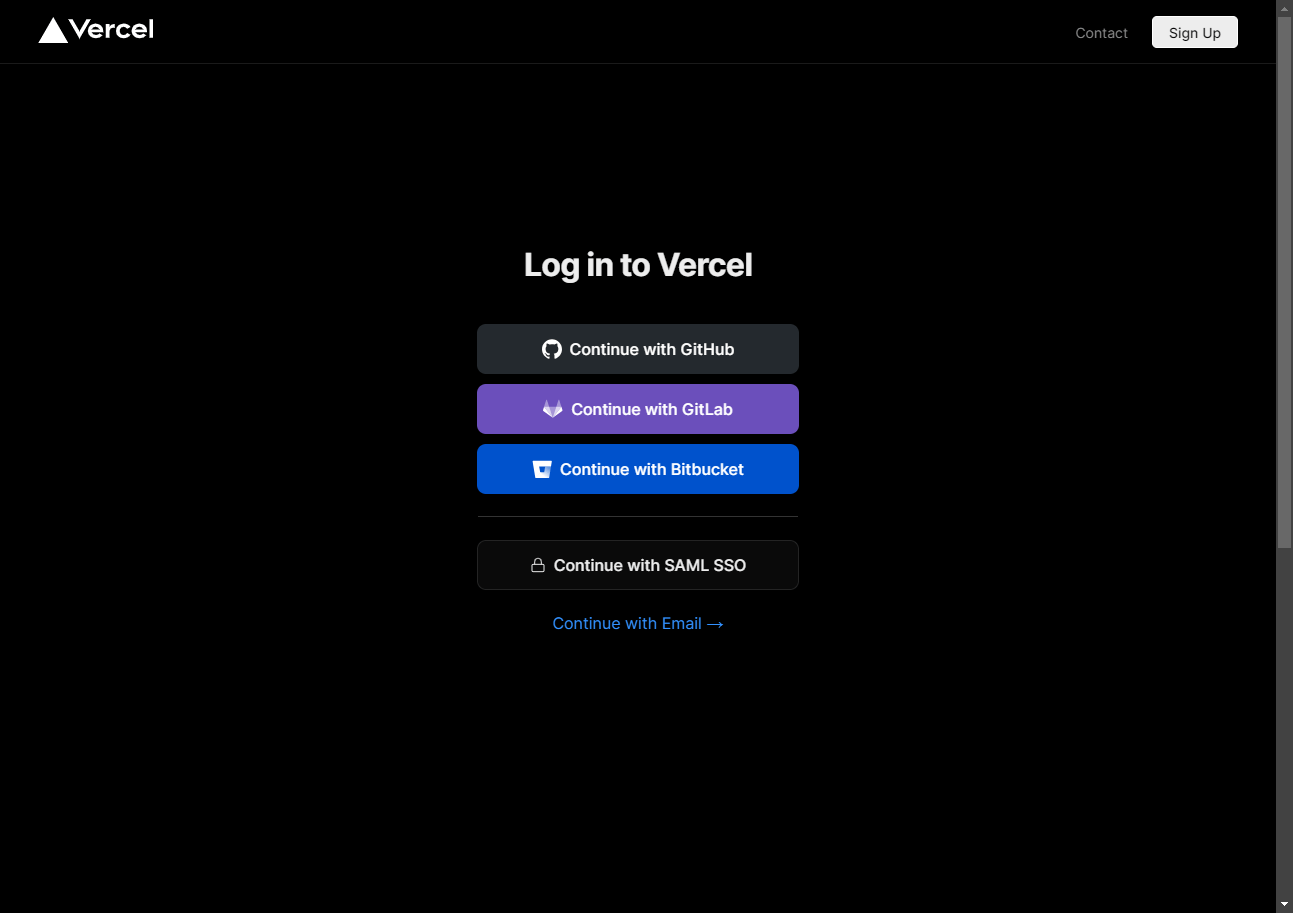 Vercel
Contact
Sign Up
Log in to Vercel
Continue with GitHub
Continue with GitLab
Continue with Bitbucket
Continue with SAML SSO
Continue with Email →